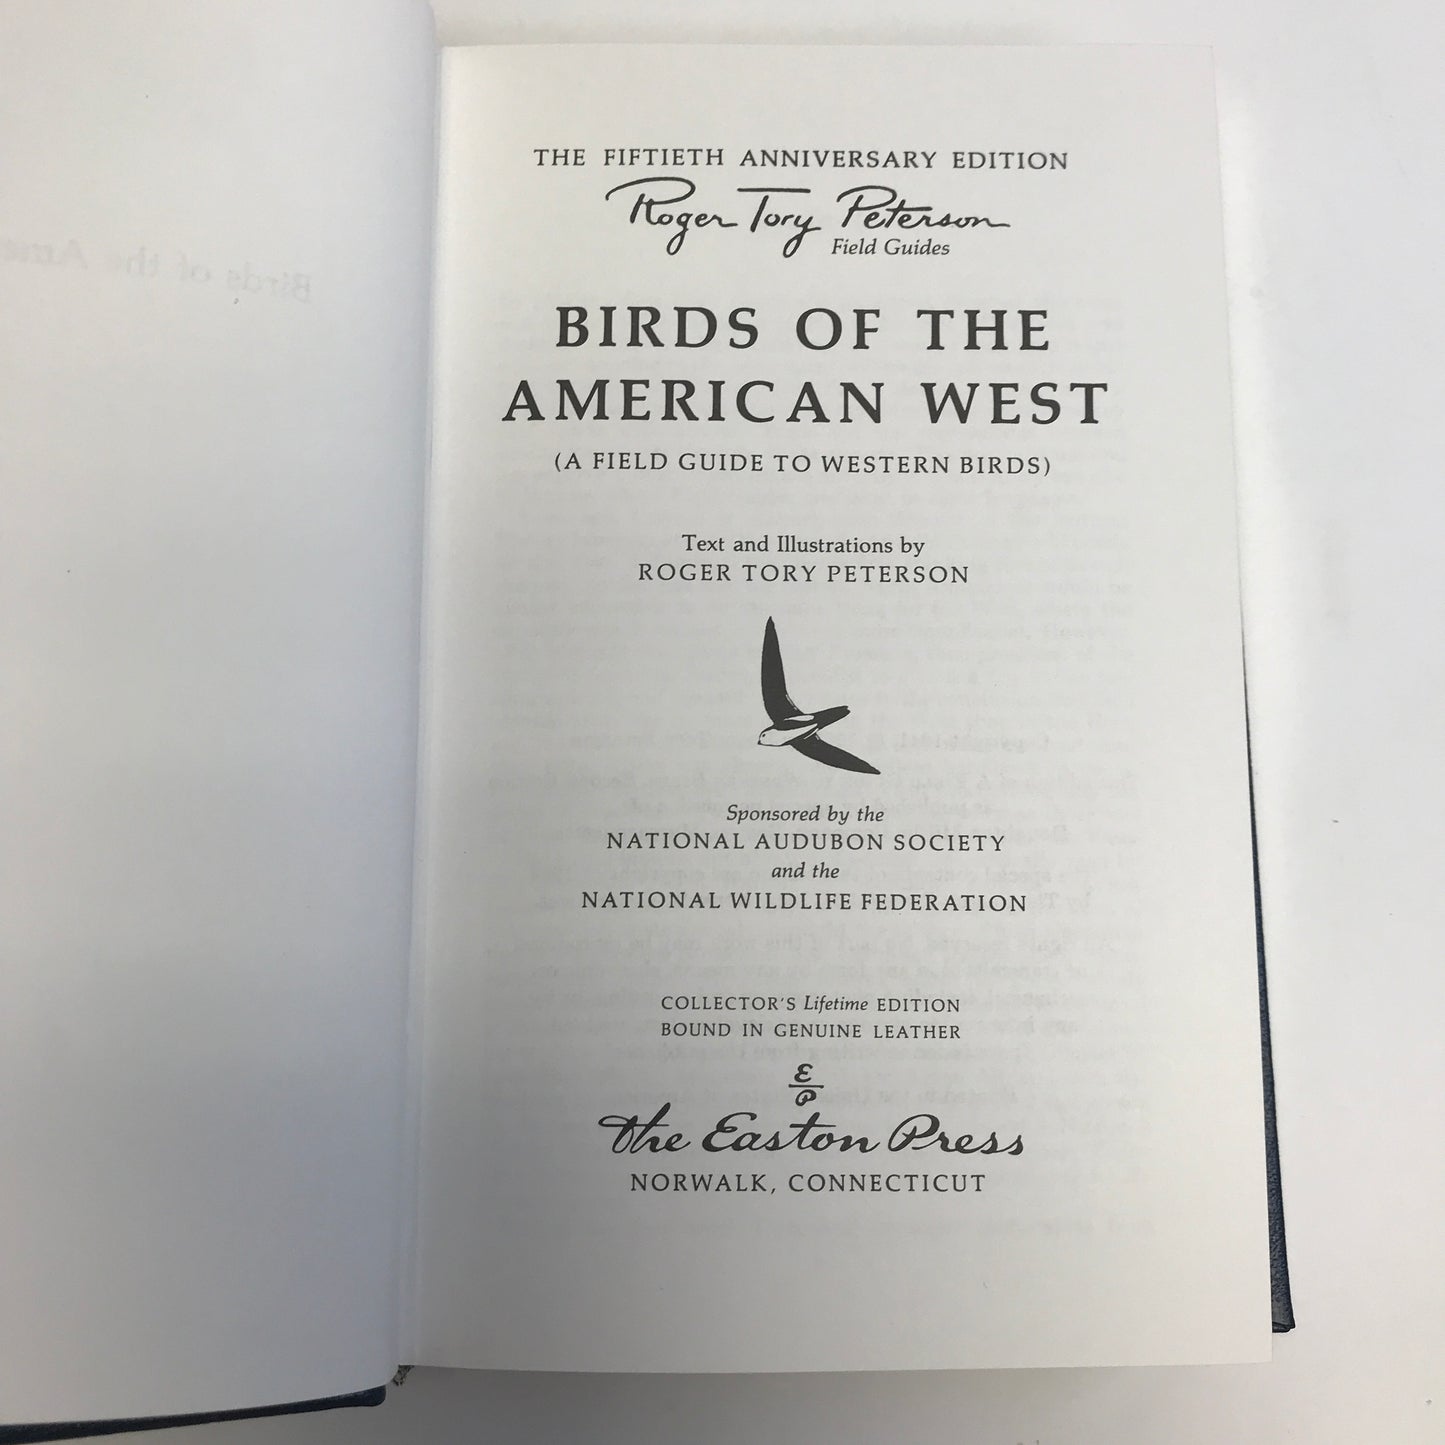 THE FIFTIETH ANNIVERSARY EDITION
Roger Tory Peterson
Field Guides
BIRDS OF THE
AMERICAN WEST
(A FIELD GUIDE TO WESTERN BIRDS)
Text and Illustrations by
ROGER TORY PETERSON
Sponsored by the
NATIONAL AUDUBON SOCIETY
and the
NATIONAL WILDLIFE FEDERATION
COLLECTOR'S Lifetime EDITION
BOUND IN GENUINE LEATHER
E
P
The Easton Press
NORWALK, CONNECTICUT